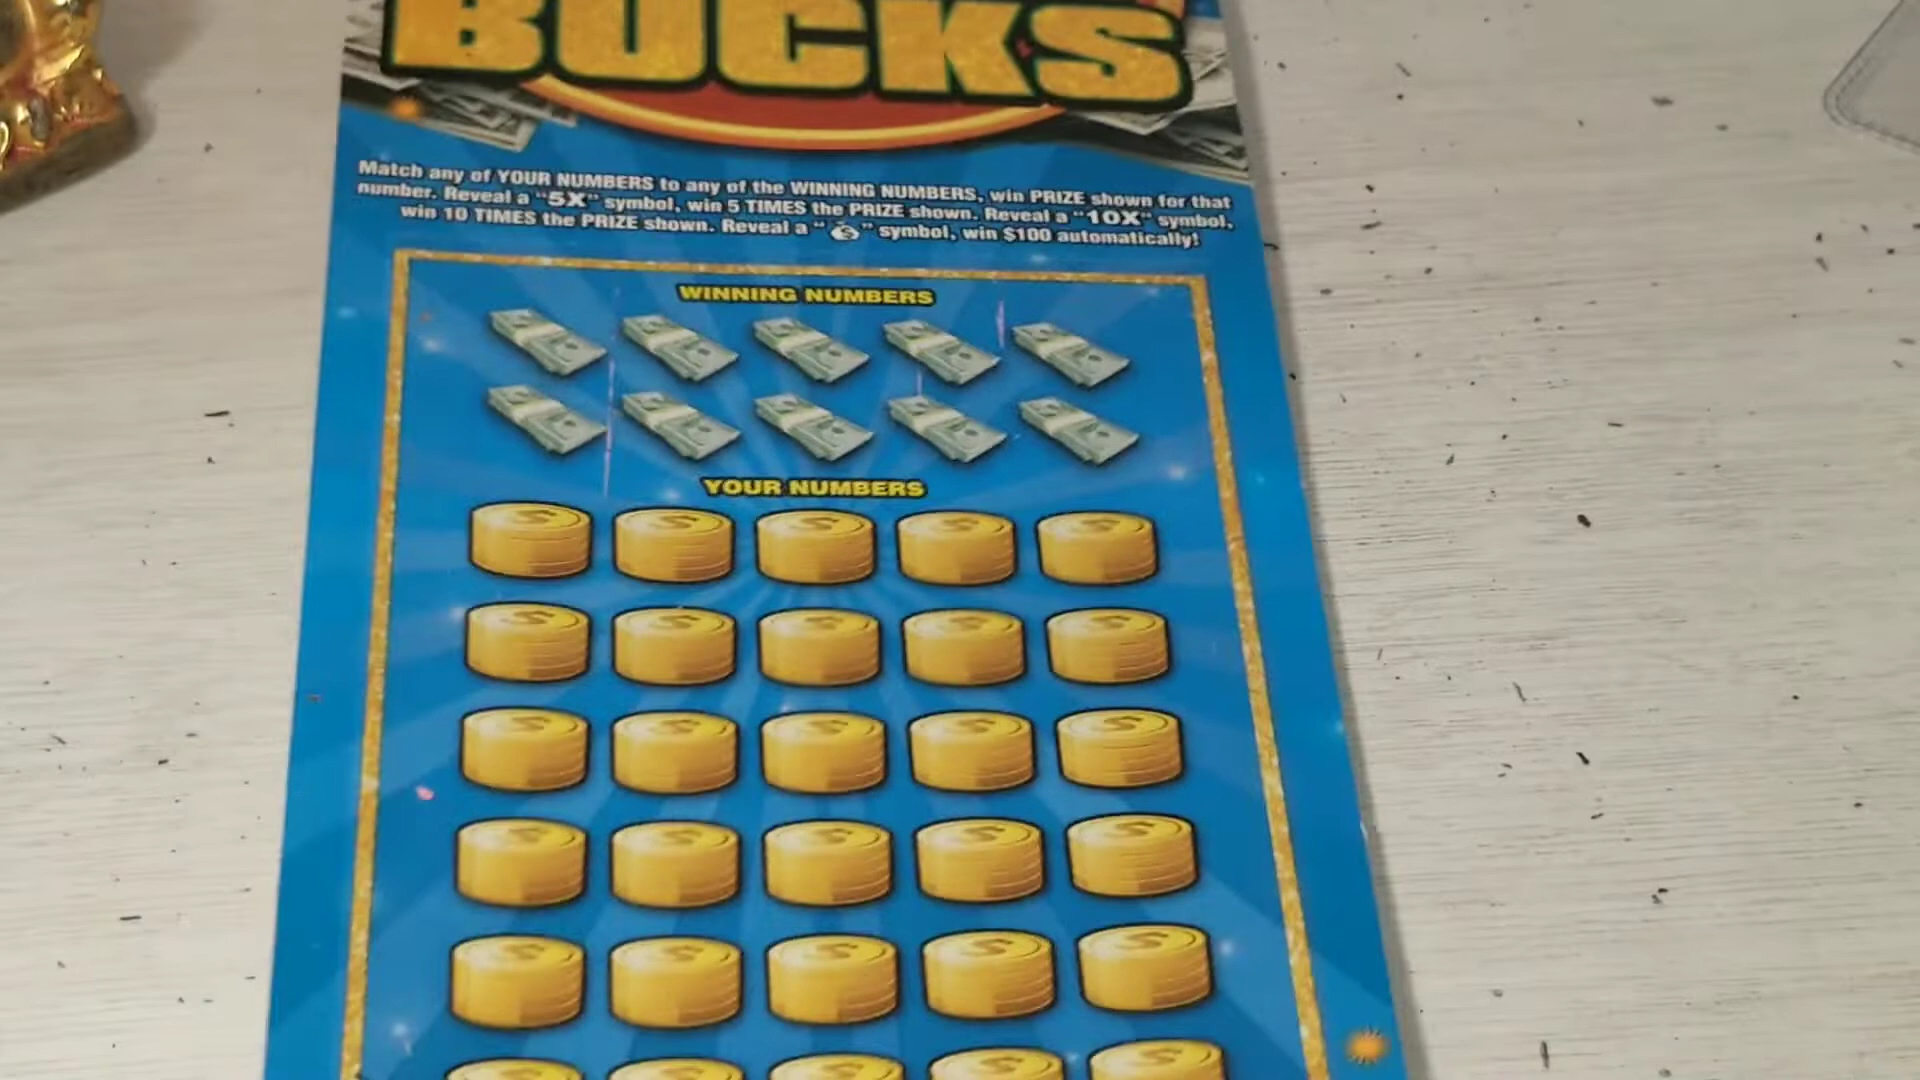 BUCKS
Match any of YOUR NUMBERS to any of the WINNING NUMBERS, win PRIZE shown for that
number. Reveal a "5X" symbol, win 5 TIMES the PRIZE shown. Reveal a "10X" symbol,
win 10 TIMES the PRIZE shown. Reveal a " " symbol, win $100 automatically!
WINNING NUMBERS
YOUR NUMBERS